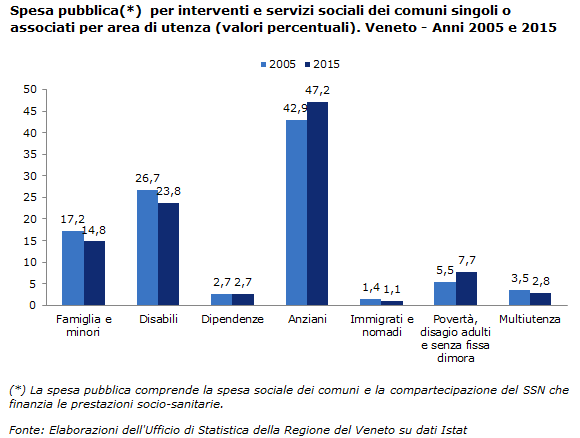 Spesa pubblica(*)  per interventi e servizi sociali dei comuni singoli o
associati per area di utenza (valori percentuali). Veneto - Anni 2005 e 2015
2005 2015
50
45
40
35
30
25
20
15
10
5
0
17,2 14,8
26,7 23,8
2,7 2,7
42,9 47,2
1,4 1,1
5,5 7,7
3,5 2,8
Famiglia e
minori
Disabili
Dipendenze
Anziani
Immigrati e
nomadi
Povertà,
disagio adulti
e senza fissa
dimora
Multiutenza
(*) La spesa pubblica comprende la spesa sociale dei comuni e la compartecipazione del SSN che
finanzia le prestazioni socio-sanitarie.
Fonte: Elaborazioni dell'Ufficio di Statistica della Regione del Veneto su dati Istat